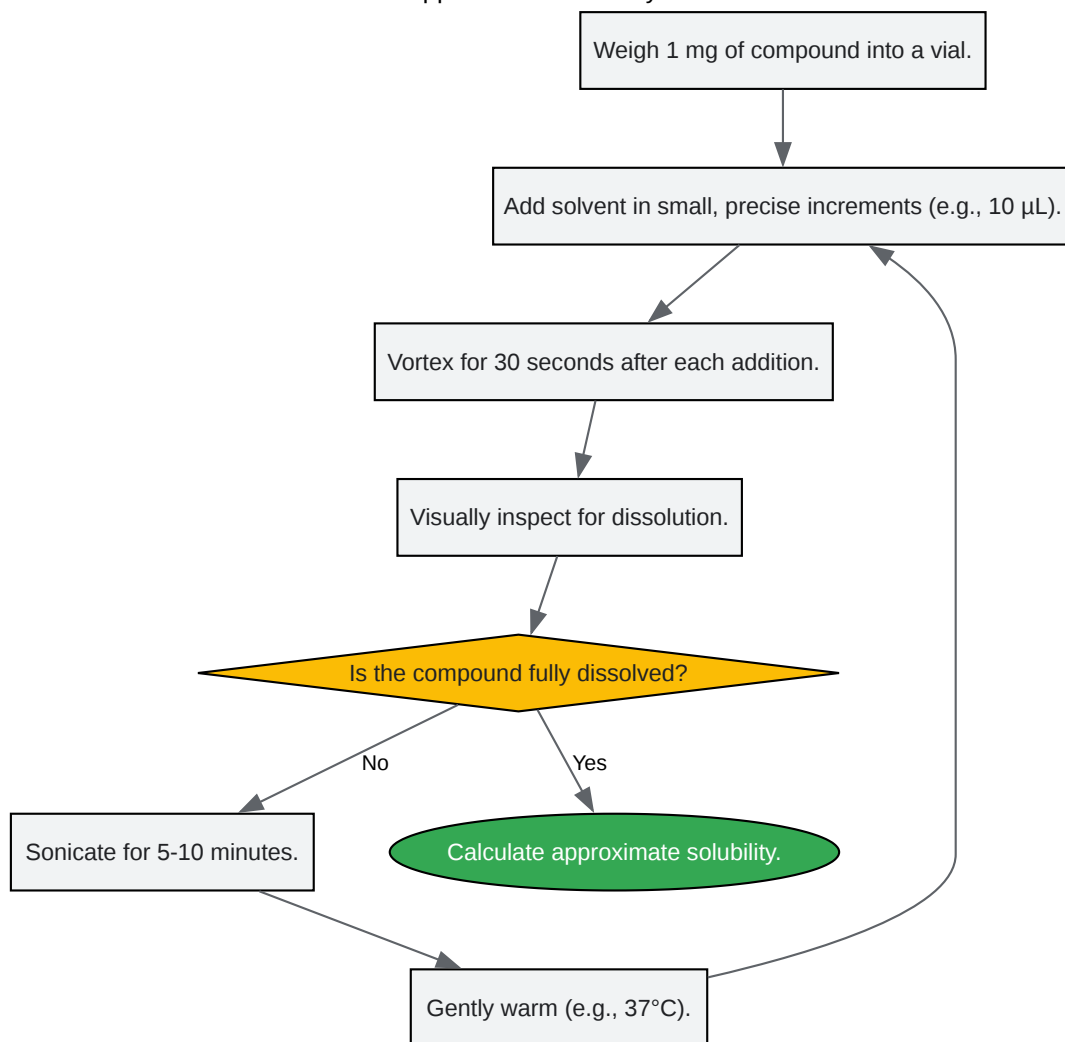 Weigh 1 mg of compound into a vial.
Add solvent in small, precise increments (e.g., 10 µL).
Vortex for 30 seconds after each addition.
Visually inspect for dissolution.
Is the compound fully dissolved?
No
Yes
Sonicate for 5-10 minutes.
Calculate approximate solubility.
Gently warm (e.g., 37°C).